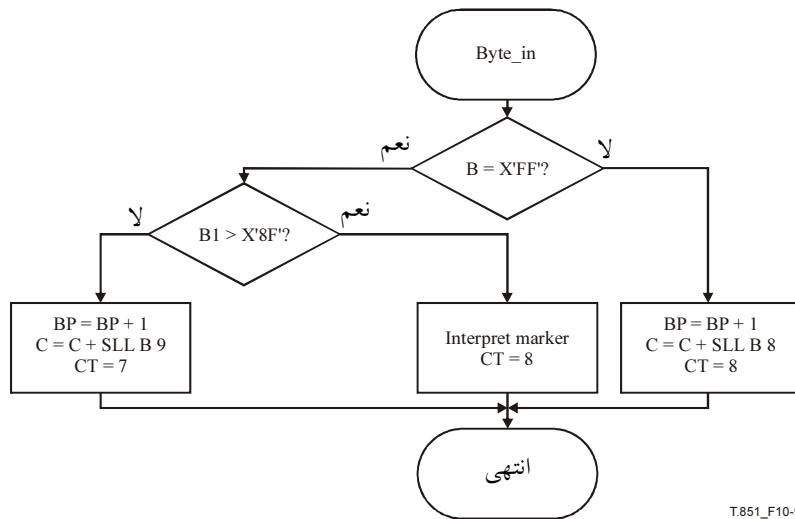 Byte_in
B = X'FF'?
نعم
لا
B1 > X'8F'?
لا
نعم
BP = BP + 1
C = C + SLL B 9
CT = 7
Interpret marker
CT = 8
BP = BP + 1
C = C + SLL B 8
CT = 8
انتهى